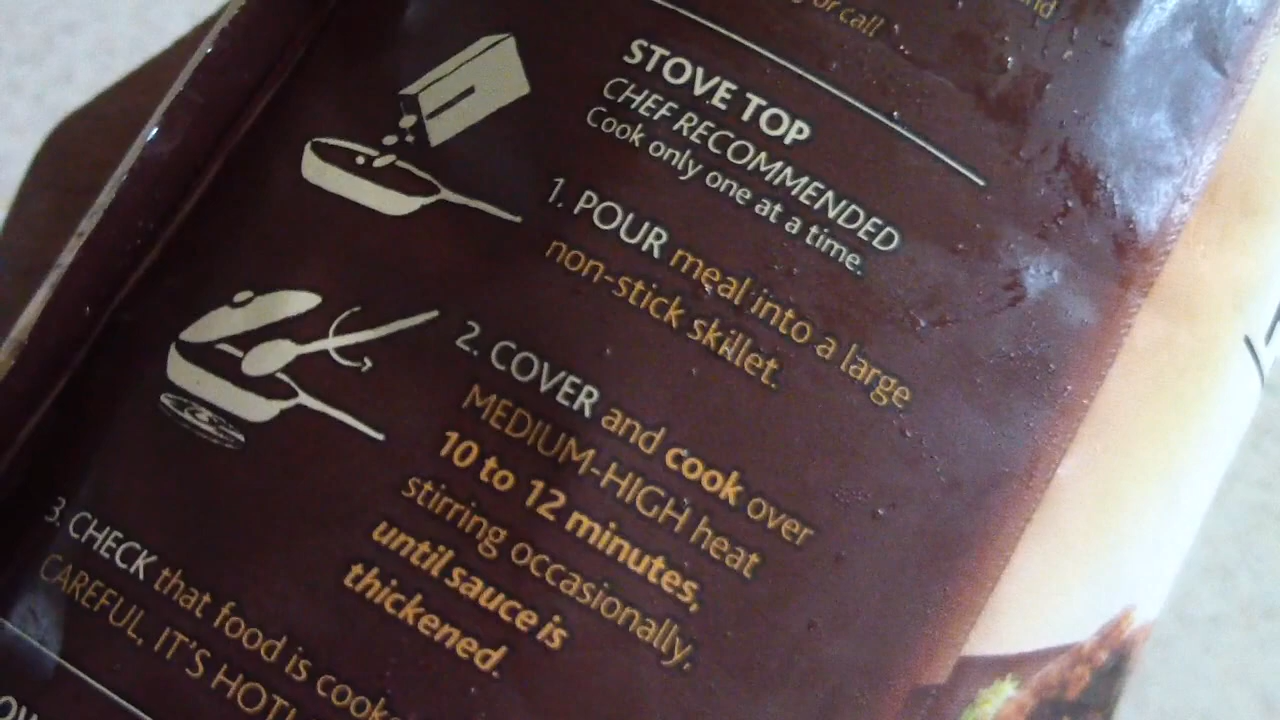 or call
STOVE TOP
CHEF RECOMMENDED
Cook only one at a time.
1. POUR meal into a large
non-stick skillet.
2. COVER and cook over
MEDIUM-HIGH heat
10 to 12 minutes,
stirring occasionally,
until sauce is
thickened.
3. CHECK that food is
CAREFUL, IT'S HOT!